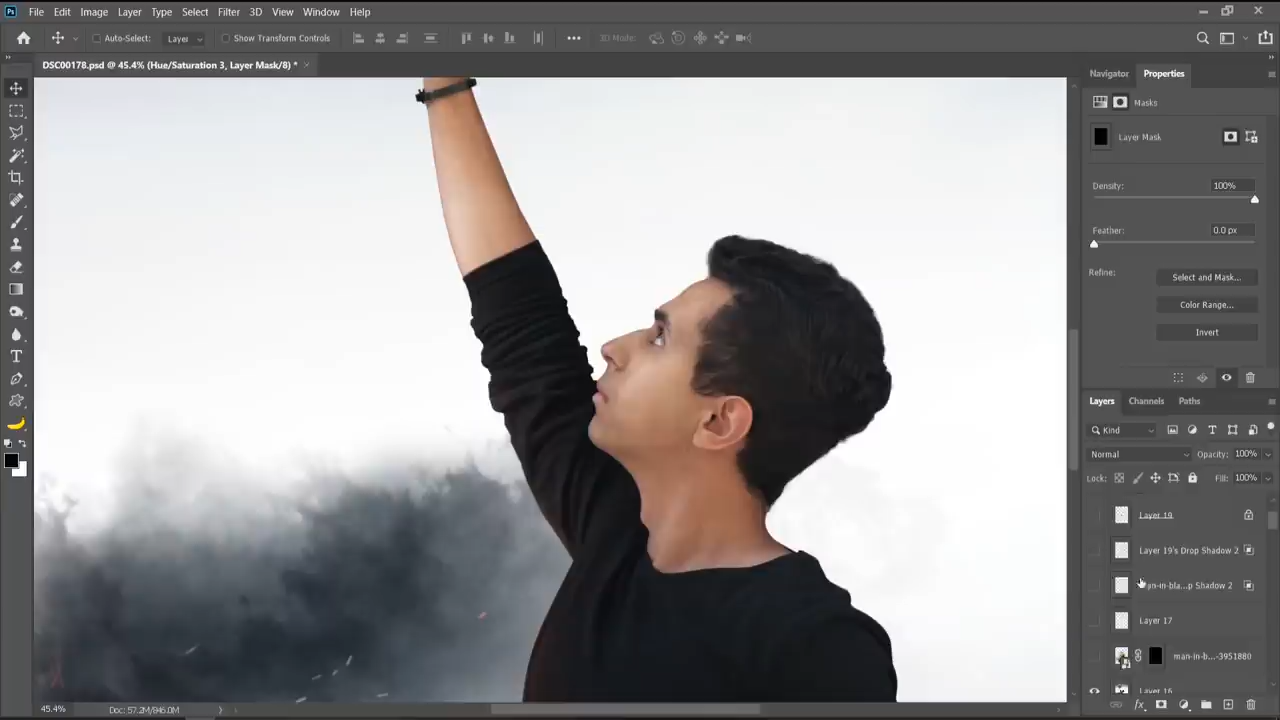 Ps File Edit Image Layer Type Select Filter 3D View Window Help
Auto-Select: Layer Show Transform Controls 3D Mode:
DSC00178.psd @ 45.4% (Hue/Saturation 3, Layer Mask/8) *
Navigator Properties
Masks
Layer Mask
Density: 100%
Feather: 0.0 px
Refine: Select and Mask...
Color Range...
Invert
Layers Channels Paths
Kind
Normal Opacity: 100%
Lock: Fill: 100%
Layer 19
Layer 19's Drop Shadow 2
an-in-bla...p Shadow 2
Layer 17
man-in-b...-3951880
Layer 16
45.4% Doc: 57.2M/846.0M